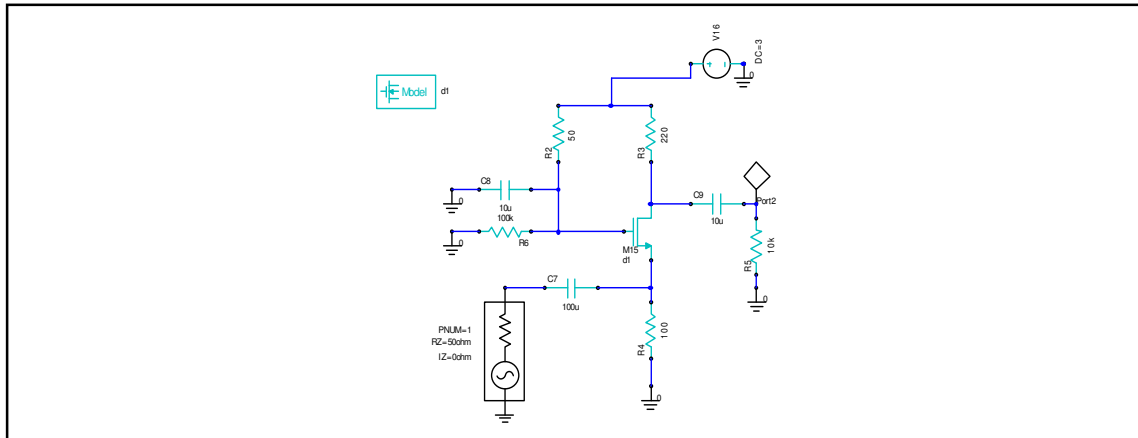 V16
DC=3
0
Model
d1
R2
50
R3
220
C8
10u
0
100k
R6
0
C9
10u
Port2
M15
d1
R5
10k
0
C7
100u
PNUM=1
RZ=50ohm
IZ=0ohm
R4
100
0